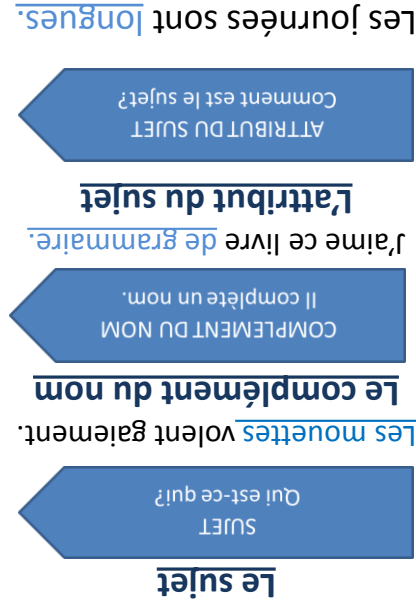 Le sujet
SUJET
Qui est-ce qui?
Les mouettes volent gaiement.
Le complément du nom
COMPLEMENT DU NOM
Il complète un nom.
J'aime ce livre de grammaire.
L'attribut du sujet
ATTRIBUT DU SUJET
Comment est le sujet?
Les journées sont longues.